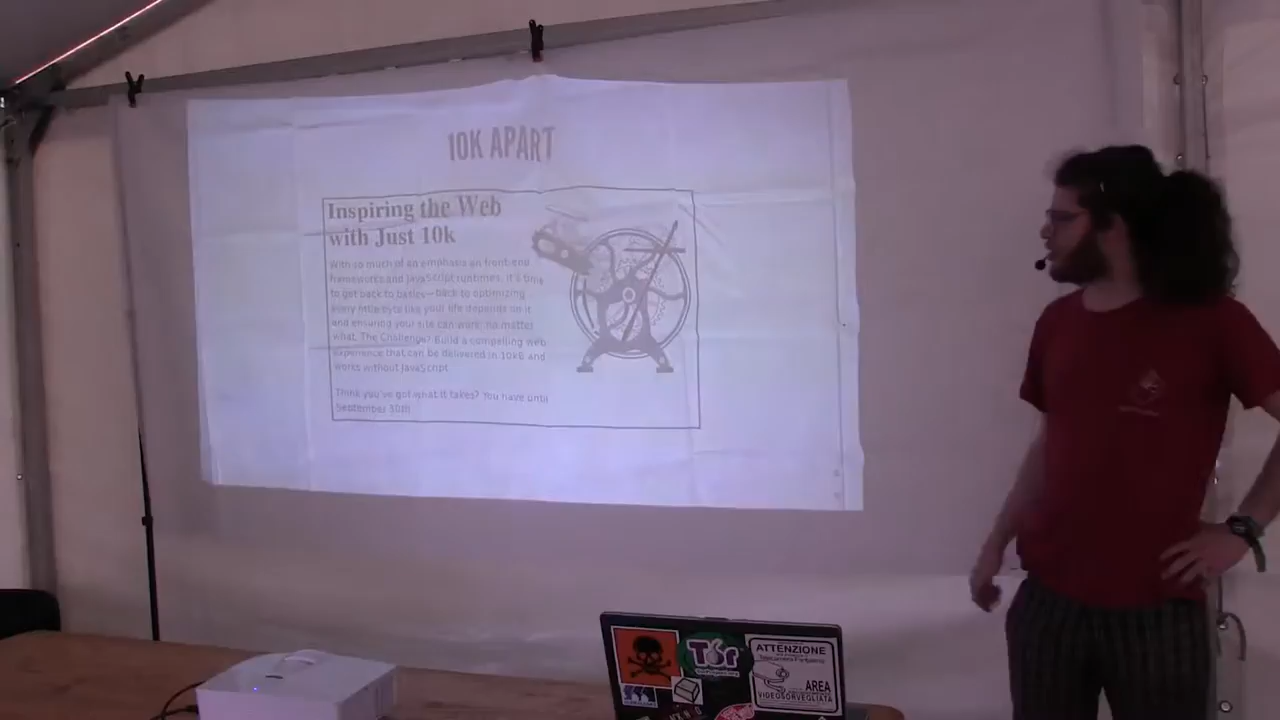 10K APART
Inspiring the Web
with Just 10k
With so much of an emphasis on front-end
frameworks and JavaScript runtimes, it's time
to get back to basics—back to optimizing
every little byte like your life depends on it
and ensuring your site can work, no matter
what. The Challenge? Build a compelling web
experience that can be delivered in 10kB and
works without JavaScript.
Think you've got what it takes? You have until
September 30th
Tor
ATTENZIONE
AREA
VIDEOSORVEGLIATA